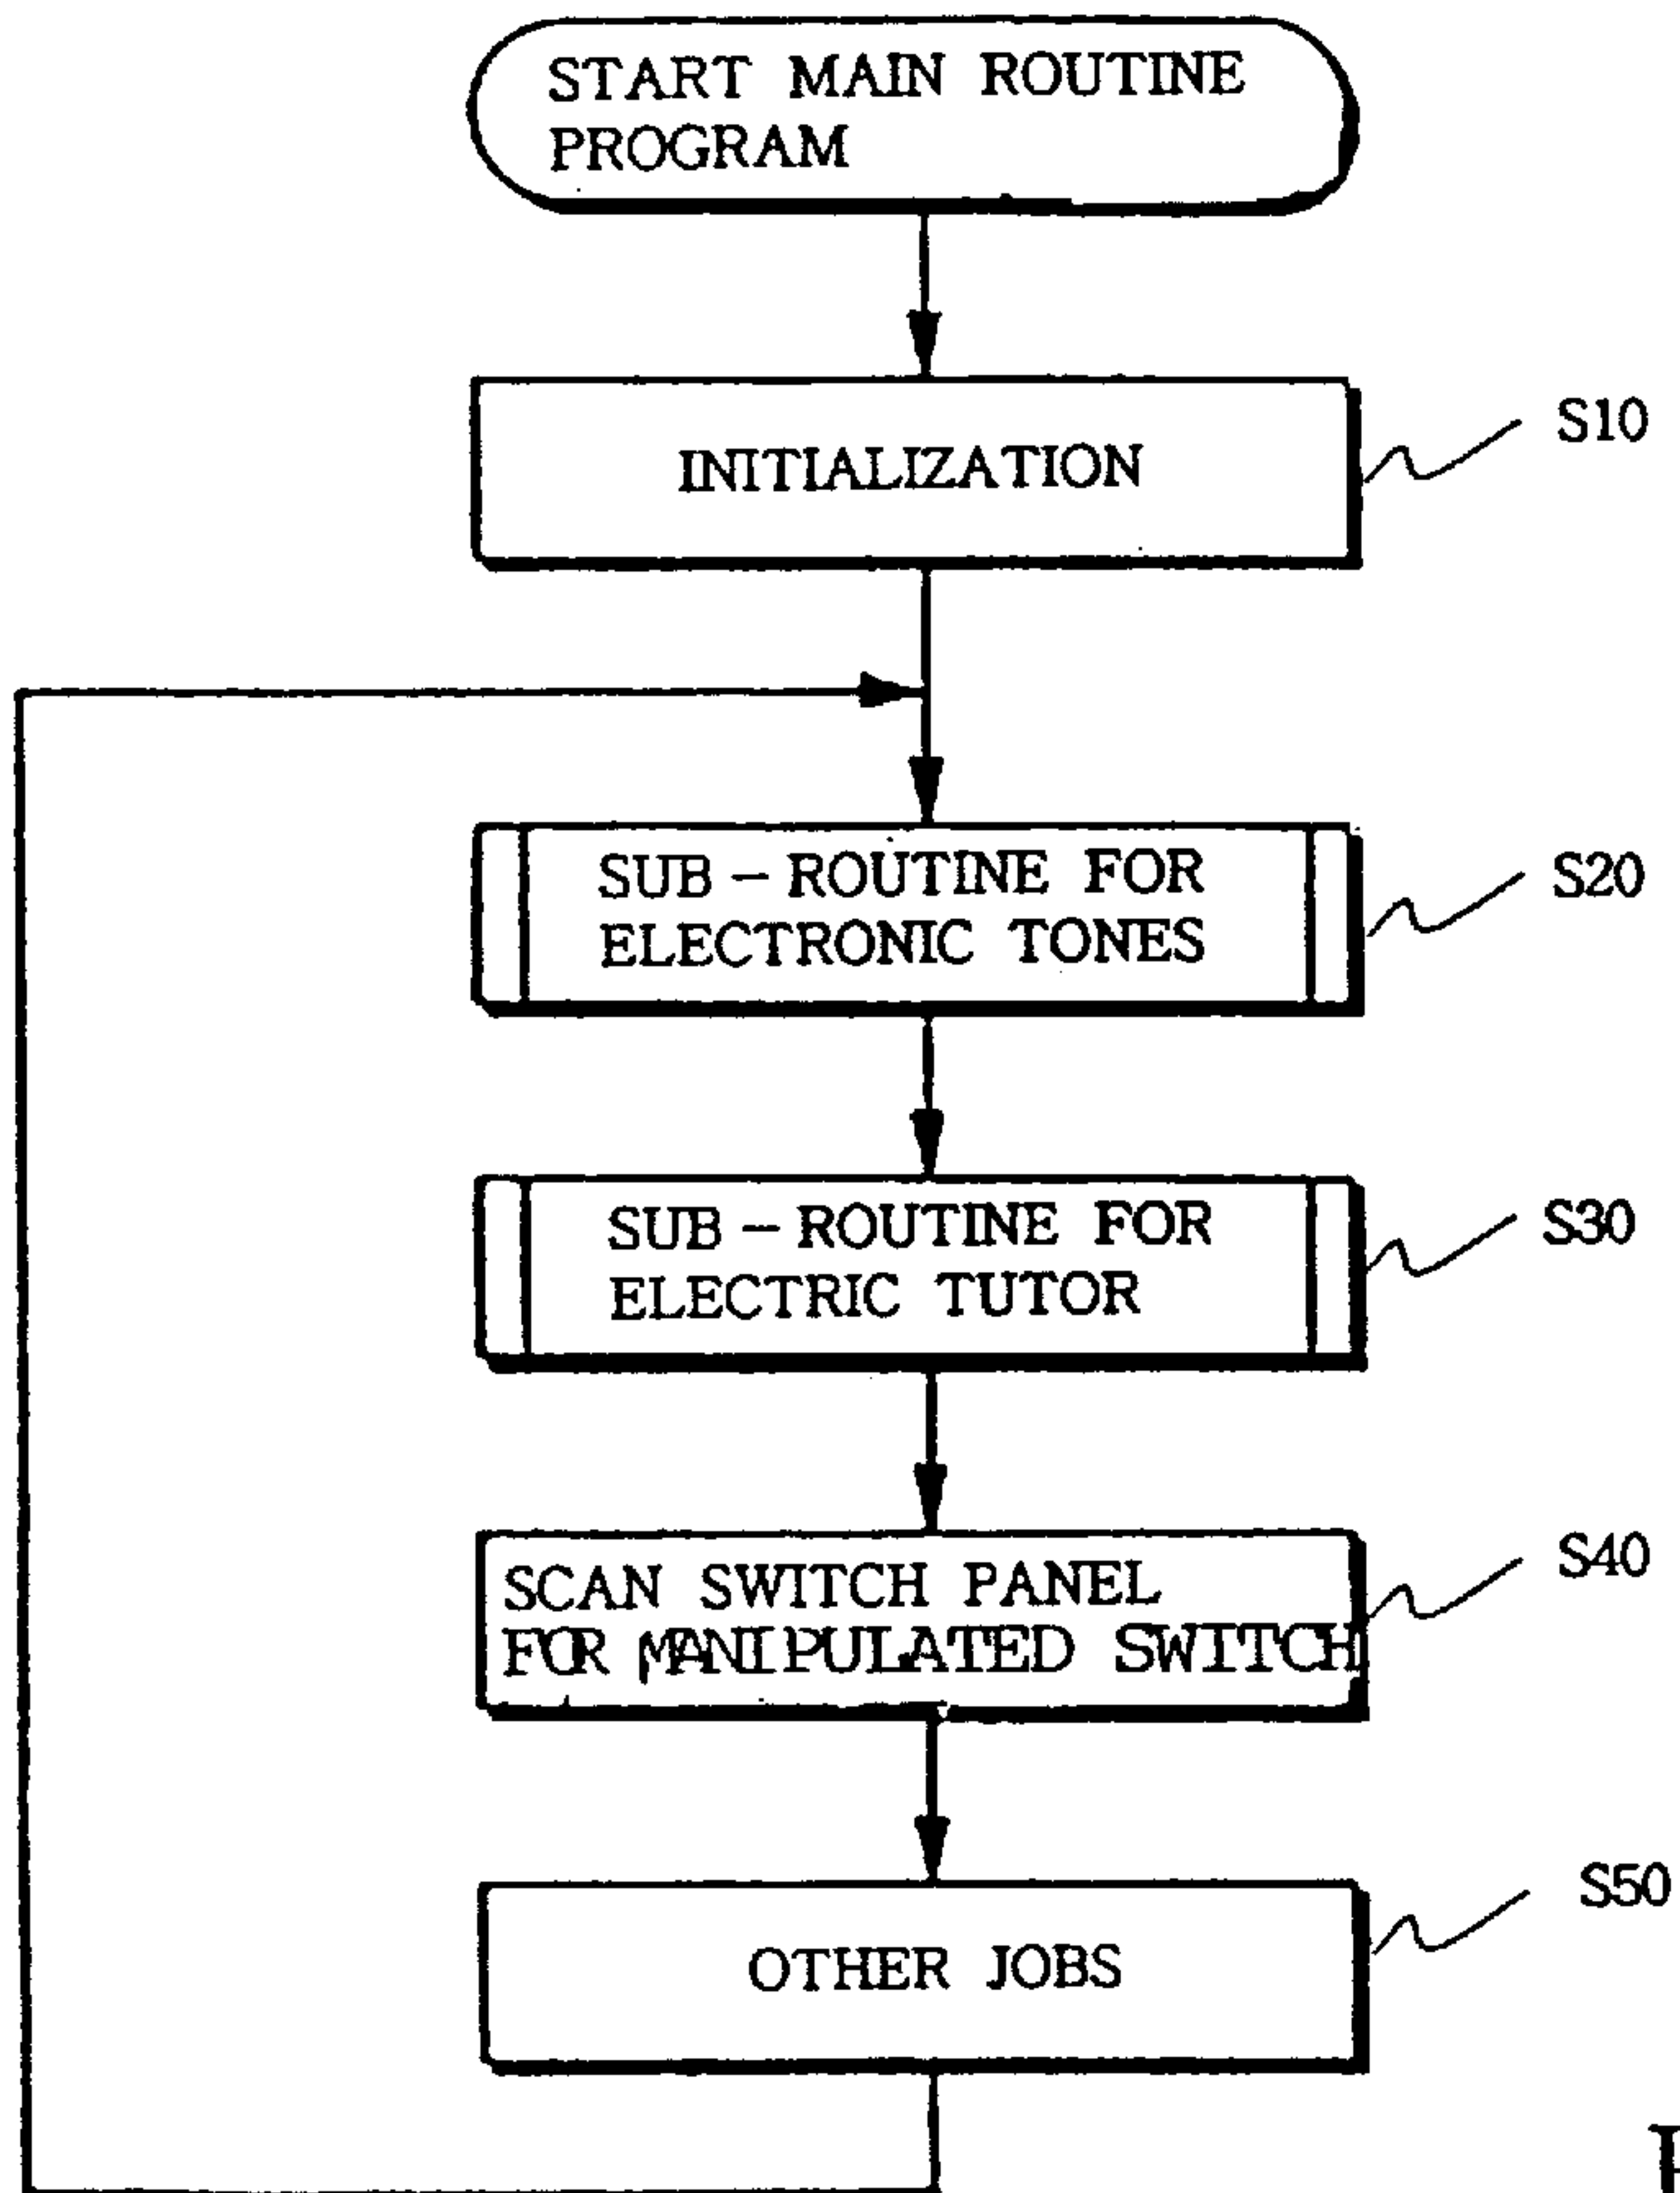 START MAIN ROUTINE
PROGRAM
INITIALIZATION
S10
SUB-ROUTINE FOR
ELECTRONIC TONES
S20
SUB-ROUTINE FOR
ELECTRIC TUTOR
S30
SCAN SWITCH PANEL
FOR MANIPULATED SWITCH
S40
OTHER JOBS
S50